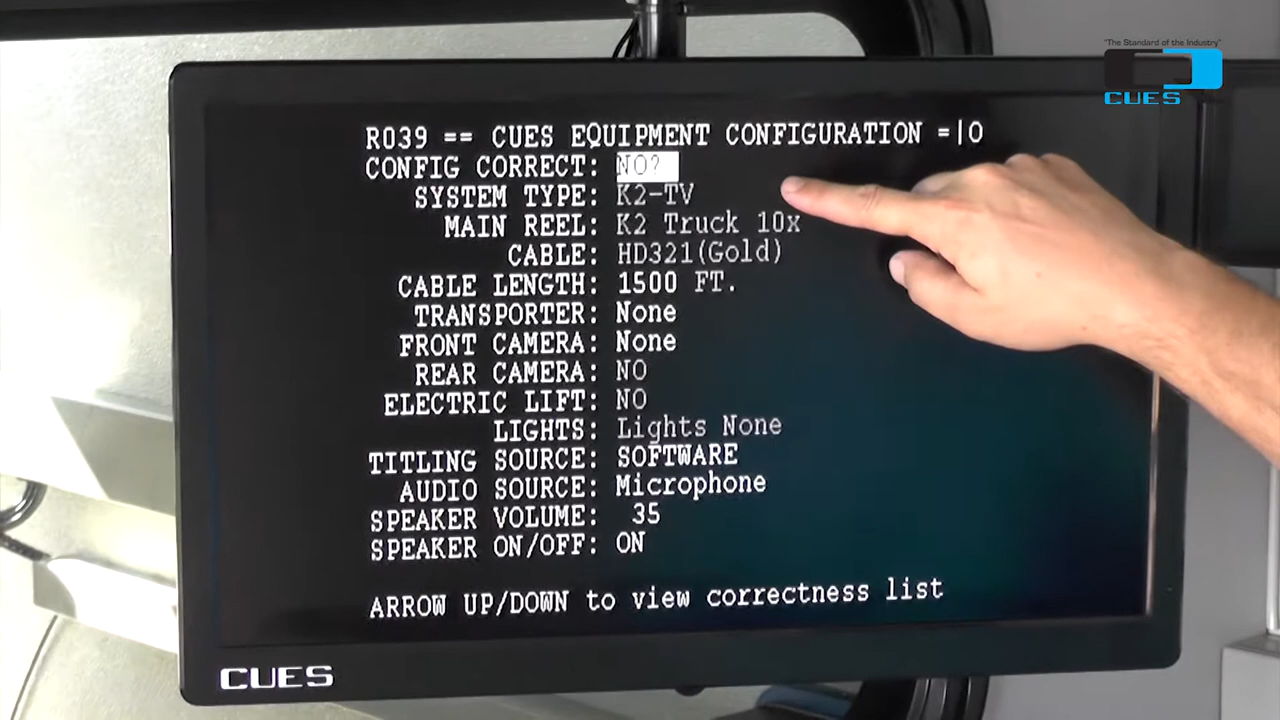 "The Standard of the Industry"
CUES
R039 == CUES EQUIPMENT CONFIGURATION =|O
CONFIG CORRECT: NO?
SYSTEM TYPE: K2-TV
MAIN REEL: K2 Truck 10x
CABLE: HD321(Gold)
CABLE LENGTH: 1500 FT.
TRANSPORTER: None
FRONT CAMERA: None
REAR CAMERA: NO
ELECTRIC LIFT: NO
LIGHTS: Lights None
TITLING SOURCE: SOFTWARE
AUDIO SOURCE: Microphone
SPEAKER VOLUME: 35
SPEAKER ON/OFF: ON
ARROW UP/DOWN to view correctness list
CUES